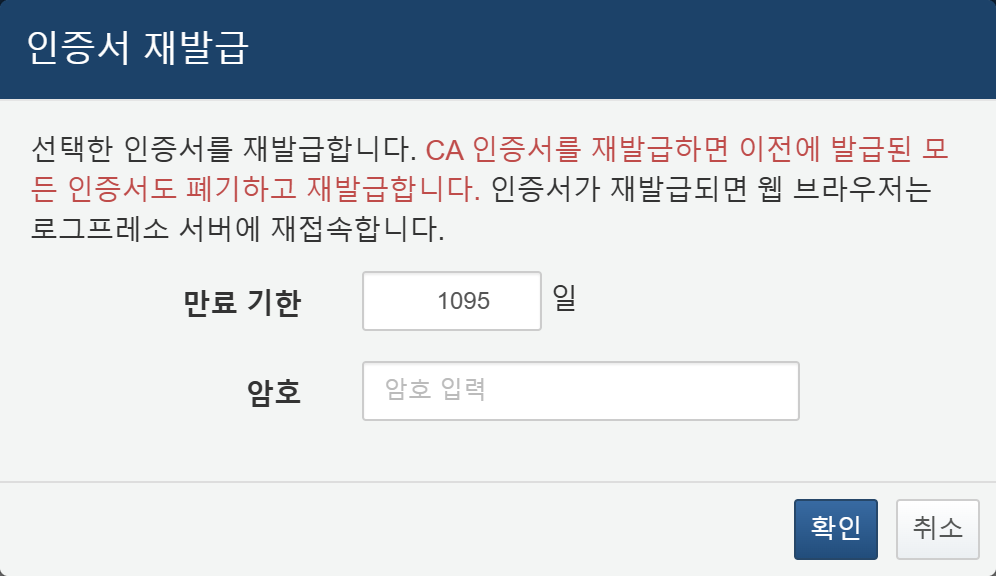 인증서 재발급
선택한 인증서를 재발급합니다. CA 인증서를 재발급하면 이전에 발급된 모
든 인증서도 폐기하고 재발급합니다. 인증서가 재발급되면 웹 브라우저는
로그프레소 서버에 재접속합니다.
만료 기한 1095 일
암호 암호 입력
확인 취소